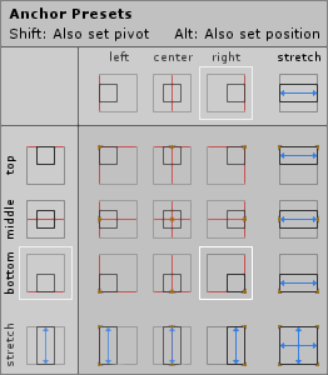 Anchor Presets
Shift: Also set pivot Alt: Also set position
left center right stretch
top
middle
bottom
stretch